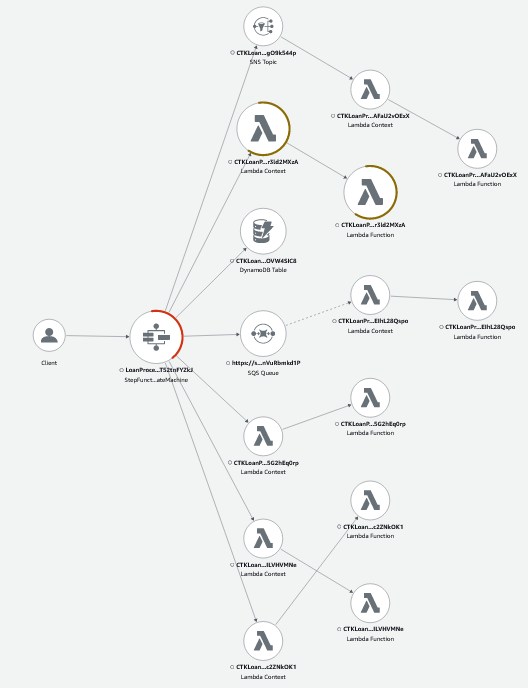 CTKLoan...gO9k544p
SNS Topic
CTKLoanPr...AFaU2vOExX
Lambda Context
CTKLoanP...r3id2MXzA
Lambda Context
CTKLoanPr...AFaU2vOExX
Lambda Function
CTKLoanP...r3id2MXzA
Lambda Function
CTKLoan...OVW4SIC8
DynamoDB Table
CTKLoanPr...EIhL28Qspo
Lambda Context
CTKLoanPr...EIhL28Qspo
Lambda Function
Client
LoanProce...T52tnFYZkJ
StepFunct...ateMachine
https://s...nVuRbmkd1P
SQS Queue
CTKLoanP...5G2hEq0rp
Lambda Function
CTKLoanP...5G2hEq0rp
Lambda Context
CTKLoan...c2ZNkOK1
Lambda Function
CTKLoan...ILVHVMNe
Lambda Context
CTKLoan...ILVHVMNe
Lambda Function
CTKLoan...c2ZNkOK1
Lambda Context